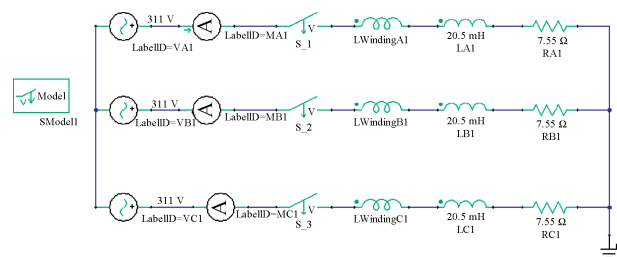 311 V
A
LabelID=VA1
LabelID=MA1
V
S_1
LWindingA1
20.5 mH
LA1
7.55 Ω
RA1
Model
V
SModel1
311 V
A
LabelID=VB1
LabelID=MB1
V
S_2
LWindingB1
20.5 mH
LB1
7.55 Ω
RB1
311 V
A
LabelID=VC1
LabelID=MC1
V
S_3
LWindingC1
20.5 mH
LC1
7.55 Ω
RC1